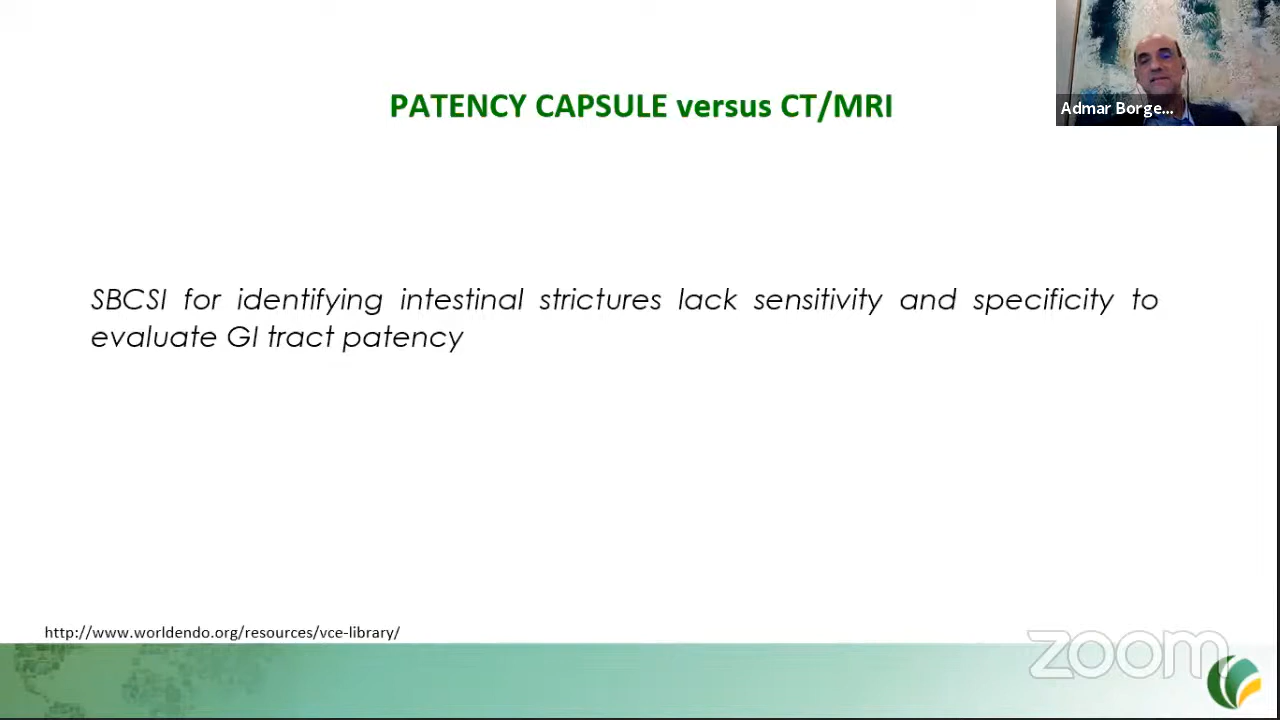 PATENCY CAPSULE versus CT/MRI
Admar Borge...
SBCSI for identifying intestinal strictures lack sensitivity and specificity to
evaluate GI tract patency
http://www.worldendo.org/resources/vce-library/
zoom